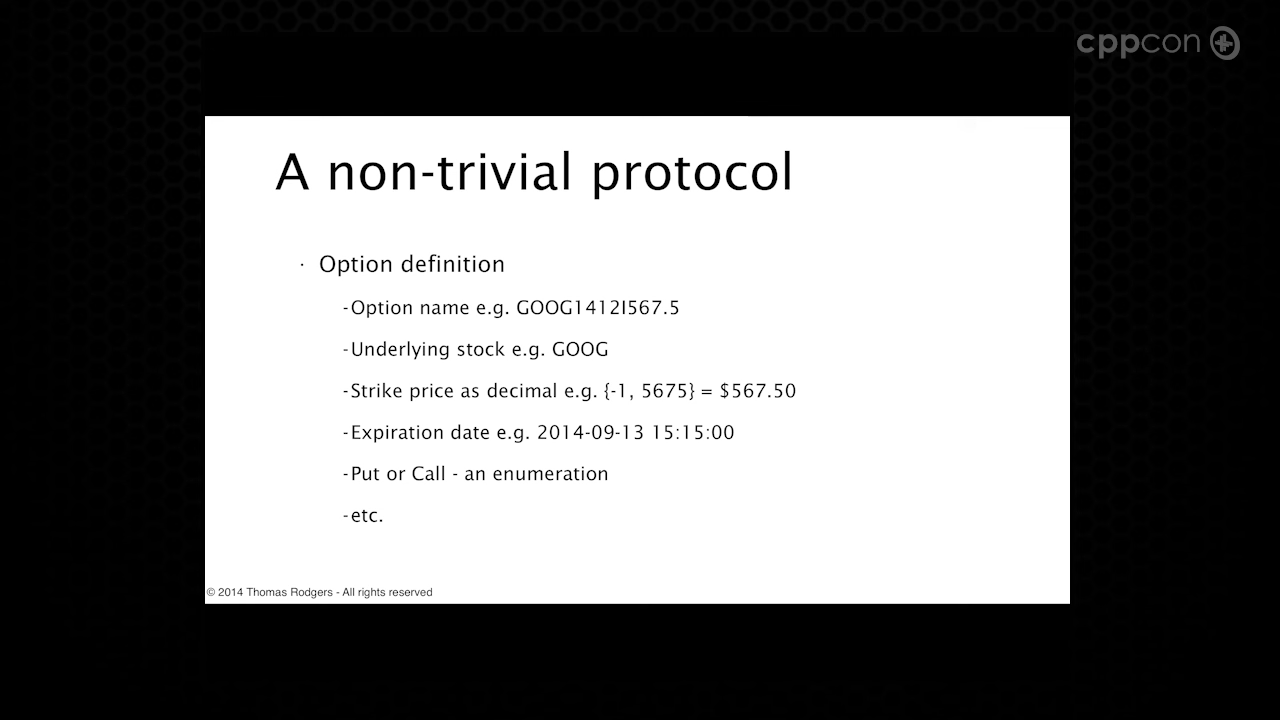 cppcon
A non-trivial protocol
· Option definition
-Option name e.g. GOOG1412I567.5
-Underlying stock e.g. GOOG
-Strike price as decimal e.g. {-1, 5675} = $567.50
-Expiration date e.g. 2014-09-13 15:15:00
-Put or Call - an enumeration
-etc.
© 2014 Thomas Rodgers - All rights reserved